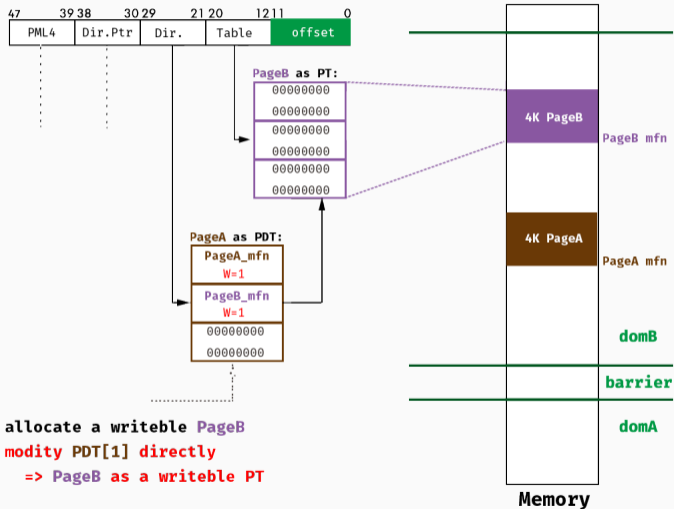 47 39 38 30 29 21 20 12 11 0
PML4 Dir.Ptr Dir. Table offset
PageB as PT:
00000000
00000000
00000000
00000000
00000000
00000000
4K PageB
PageB mfn
4K PageA
PageA mfn
PageA as PDT:
PageA_mfn
W=1
PageB_mfn
W=1
00000000
00000000
domB
barrier
domA
allocate a writeble PageB
modity PDT[1] directly
=> PageB as a writeble PT
Memory